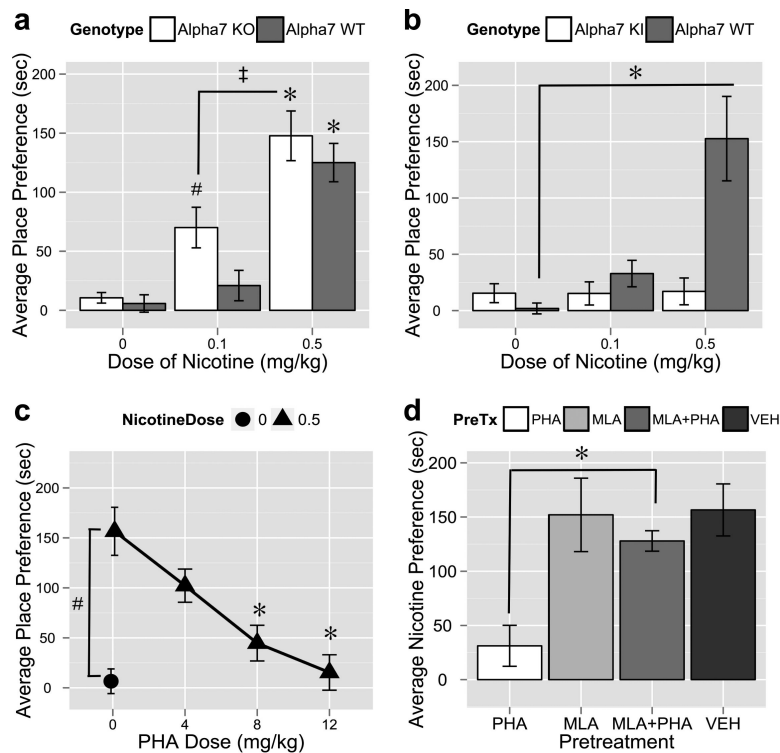 a
Genotype Alpha7 KO Alpha7 WT
Average Place Preference (sec)
200
150
100
50
0
‡
*
*
#
0 0.1 0.5
Dose of Nicotine (mg/kg)
b
Genotype Alpha7 KI Alpha7 WT
Average Place Preference (sec)
200
150
100
50
0
*
0 0.1 0.5
Dose of Nicotine (mg/kg)
c
NicotineDose 0 0.5
Average Place Preference (sec)
200
150
100
50
0
#
*
*
0 4 8 12
PHA Dose (mg/kg)
d
PreTx PHA MLA MLA+PHA VEH
Average Nicotine Preference (sec)
200
150
100
50
0
*
PHA MLA MLA+PHA VEH
Pretreatment